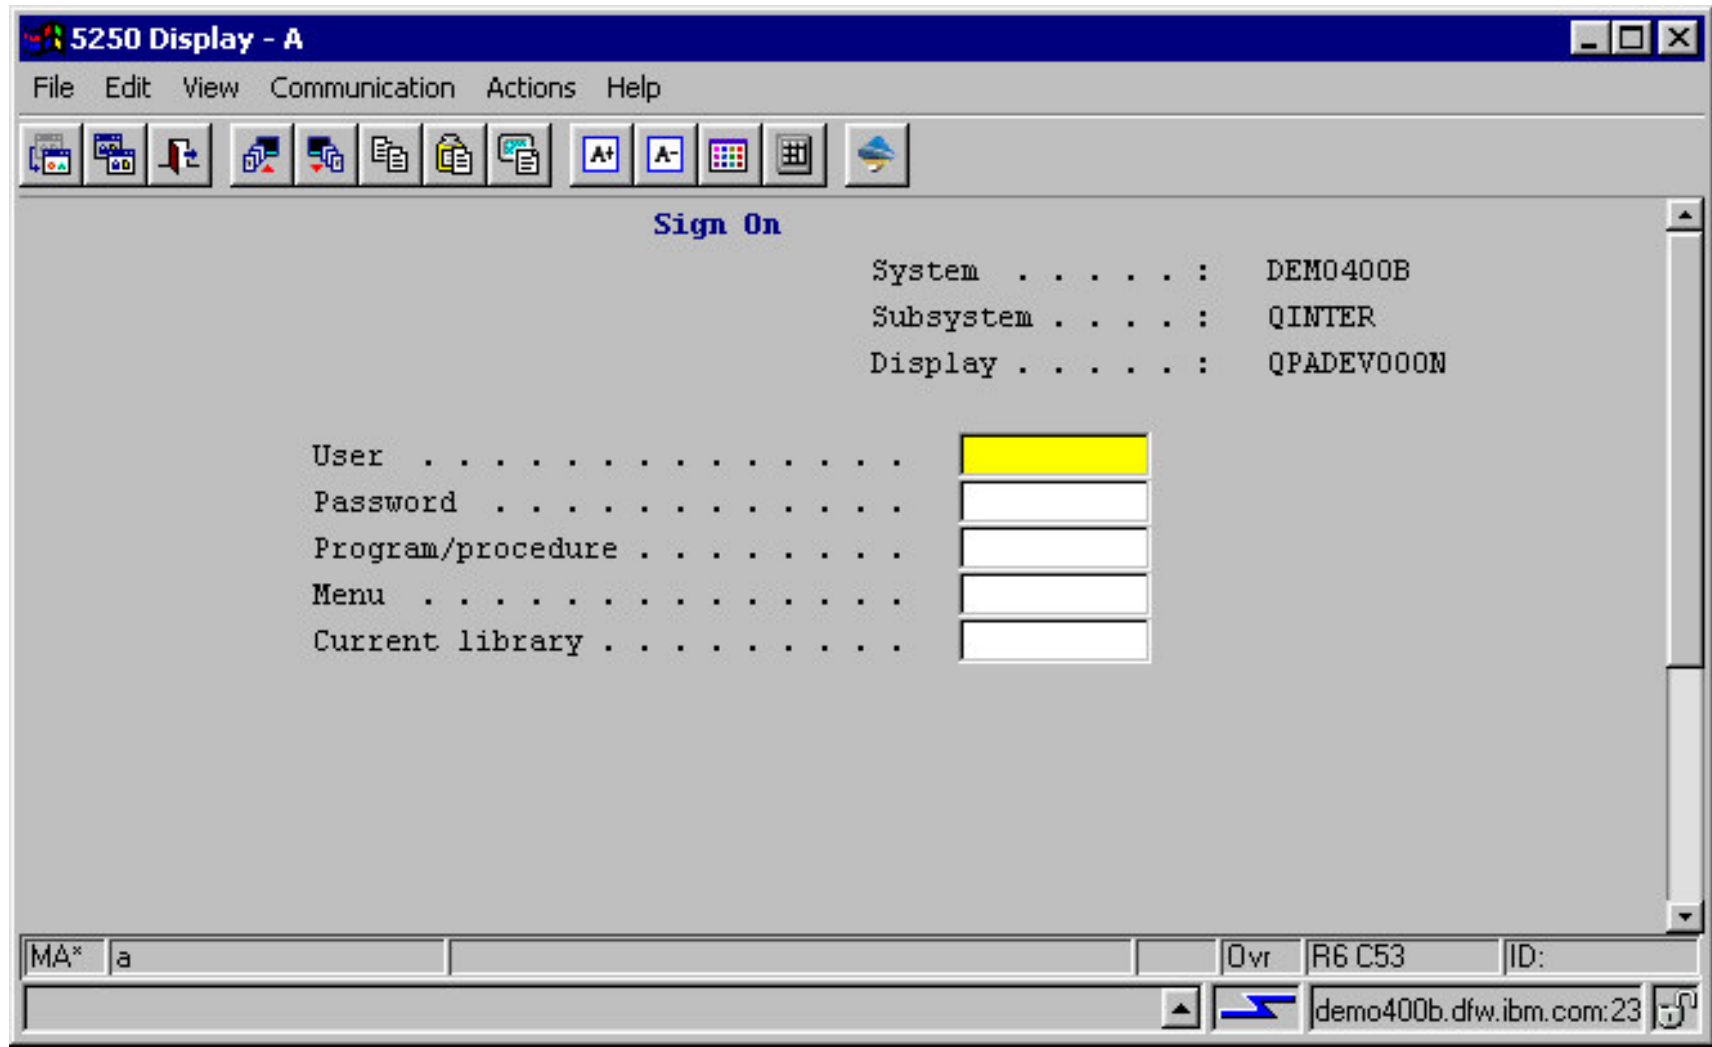 5250 Display - A
File Edit View Communication Actions Help
A+ A-
Sign On
System . . . . . : DEMO400B
Subsystem . . . . : QINTER
Display . . . . . : QPADEV000N
User . . . . . . . . . . . . . .
Password . . . . . . . . . . . .
Program/procedure . . . . . . . .
Menu . . . . . . . . . . . . . .
Current library . . . . . . . . .
MA* a Ovr R6 C53 ID:
demo400b.dfw.ibm.com:23